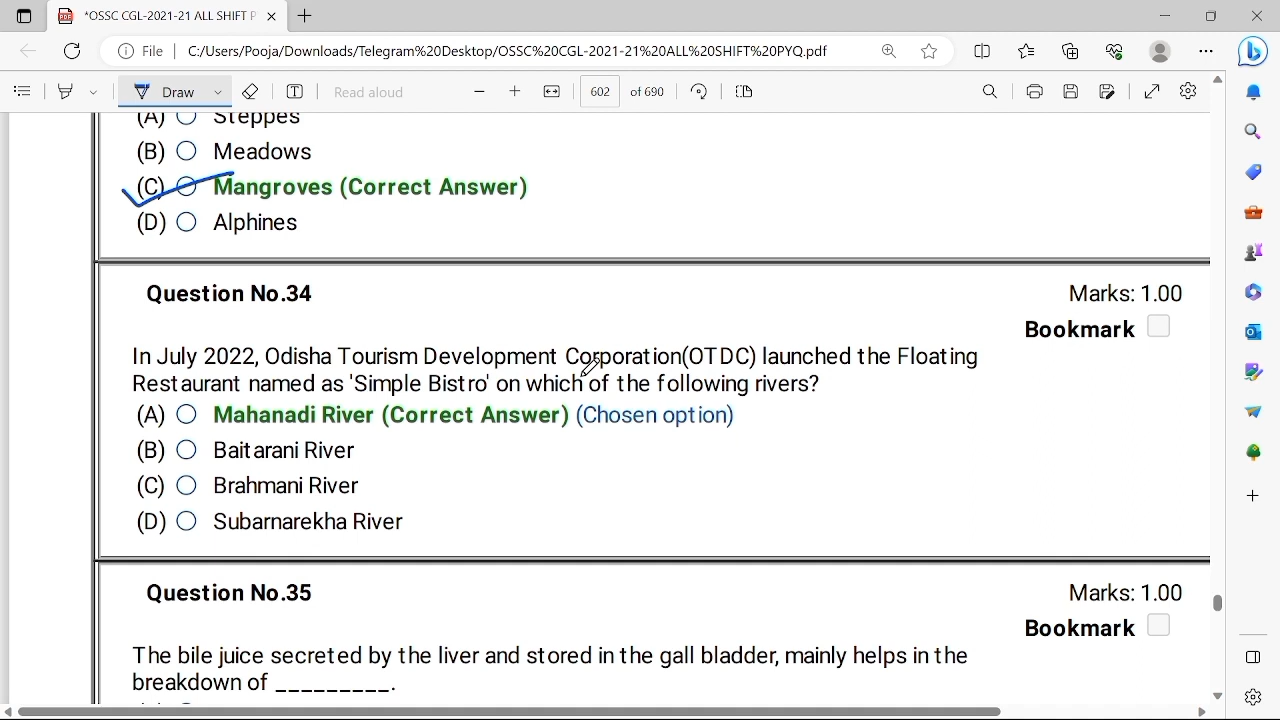 *OSSC CGL-2021-21 ALL SHIFT P
File | C:/Users/Pooja/Downloads/Telegram%20Desktop/OSSC%20CGL-2021-21%20ALL%20SHIFT%20PYQ.pdf
Draw
Read aloud
602 of 690
(A) Steppes
(B) Meadows
(C) Mangroves (Correct Answer)
(D) Alphines
Question No.34 Marks: 1.00
Bookmark
In July 2022, Odisha Tourism Development Corporation(OTDC) launched the Floating
Restaurant named as 'Simple Bistro' on which of the following rivers?
(A) Mahanadi River (Correct Answer) (Chosen option)
(B) Baitarani River
(C) Brahmani River
(D) Subarnarekha River
Question No.35 Marks: 1.00
Bookmark
The bile juice secreted by the liver and stored in the gall bladder, mainly helps in the
breakdown of _________.